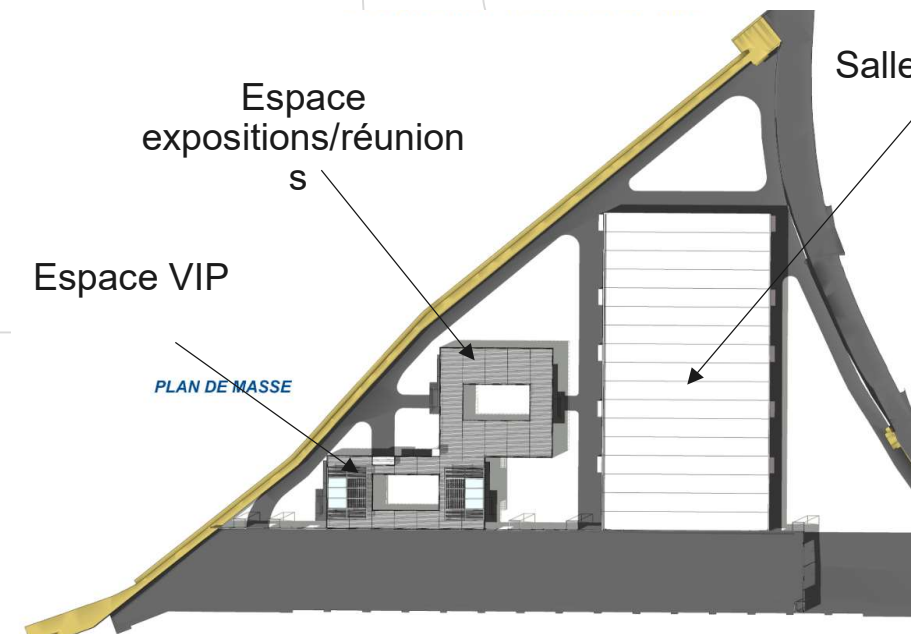 Salle
Espace
expositions/réunion
s
Espace VIP
PLAN DE MASSE